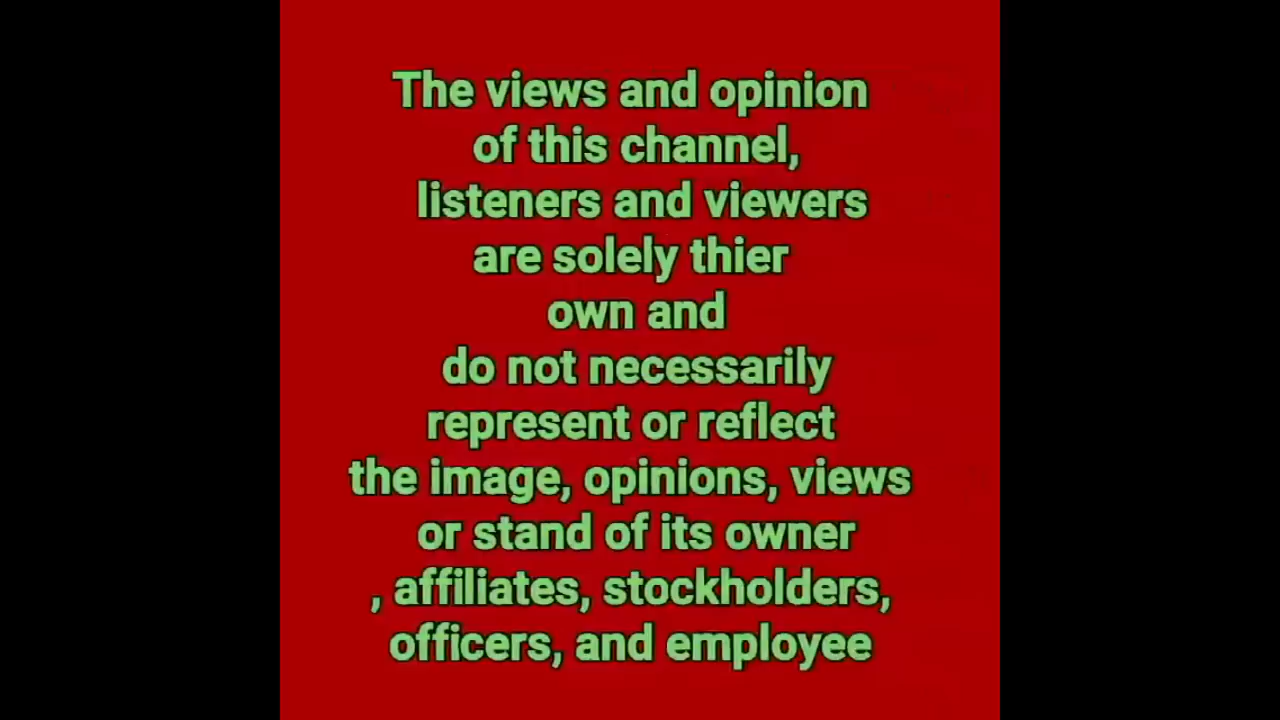 The views and opinion
of this channel,
listeners and viewers
are solely thier
own and
do not necessarily
represent or reflect
the image, opinions, views
or stand of its owner
, affiliates, stockholders,
officers, and employee